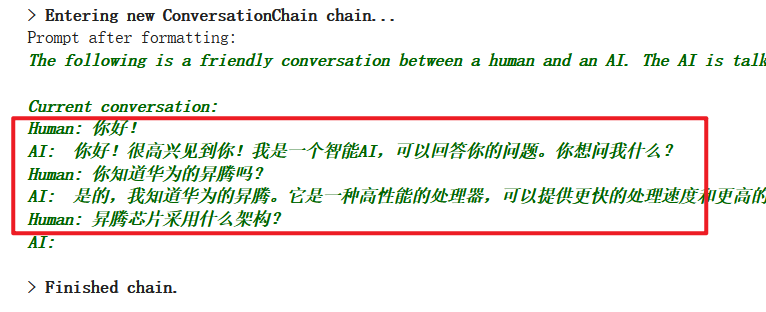 > Entering new ConversationChain chain...
Prompt after formatting:
The following is a friendly conversation between a human and an AI. The AI is talk
Current conversation:
Human: 你好!
AI: 你好！很高兴见到你！我是一个智能AI，可以回答你的问题。你想问我什么？
Human: 你知道华为的昇腾吗？
AI: 是的，我知道华为的昇腾。它是一种高性能的处理器，可以提供更快的处理速度和更高的
Human: 昇腾芯片采用什么架构？
AI:
> Finished chain.